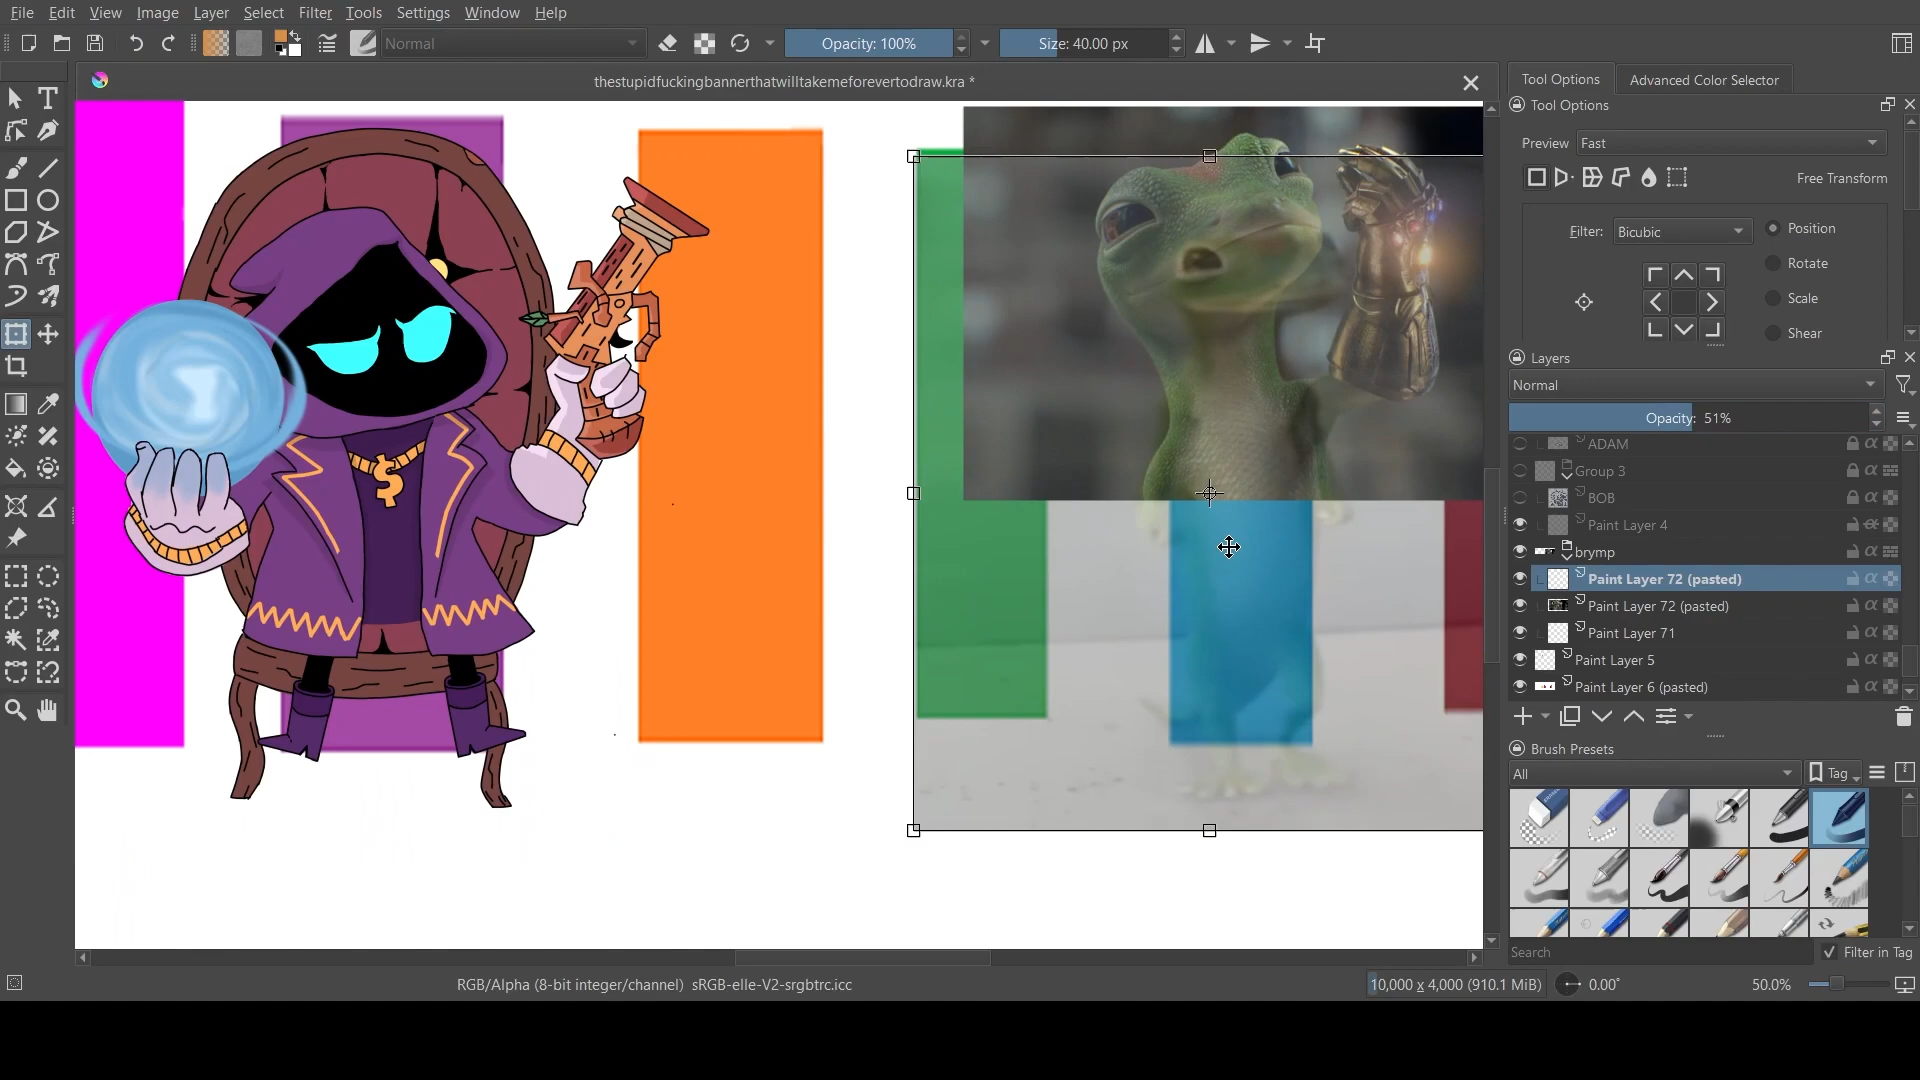 File Edit View Image Layer Select Filter Tools Settings Window Help
Normal
Opacity: 100%
Size: 40.00 px
thestupidfuckingbannerthatwilltakemeforevertodraw.kra *
Tool Options
Advanced Color Selector
Tool Options
Preview Fast
Free Transform
Filter: Bicubic
Position
Rotate
Scale
Shear
Layers
Normal
Opacity: 51%
ADAM
Group 3
BOB
Paint Layer 4
brymp
Paint Layer 72 (pasted)
Paint Layer 72 (pasted)
Paint Layer 71
Paint Layer 5
Paint Layer 6 (pasted)
Brush Presets
All
Tag
Search
Filter in Tag
RGB/Alpha (8-bit integer/channel) sRGB-elle-V2-srgbtrc.icc
10,000 x 4,000 (910.1 MiB)
0.00°
50.0%
$